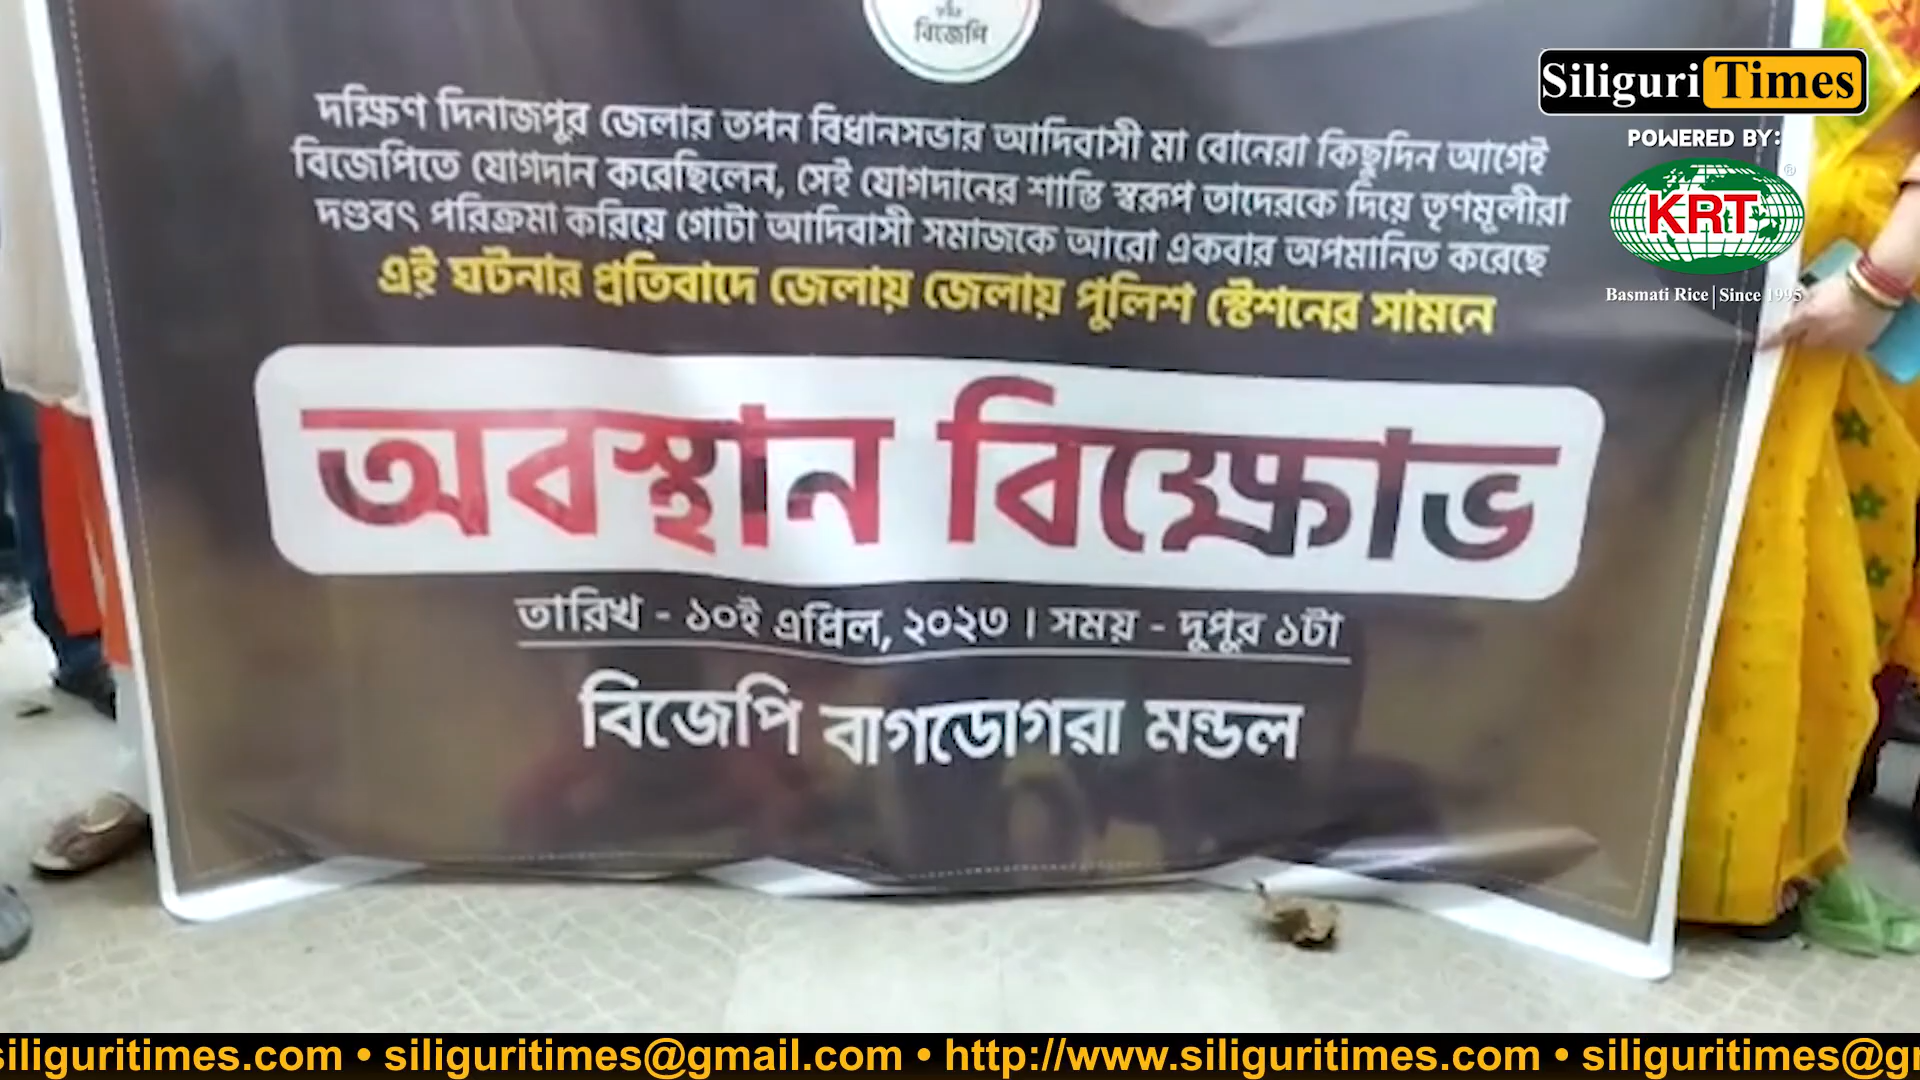 বিজেপি
দক্ষিণ দিনাজপুর জেলার তপন বিধানসভার আদিবাসী মা বোনেরা কিছুদিন আগেই
বিজেপিতে যোগদান করেছিলেন, সেই যোগদানের শাস্তি স্বরূপ তাদেরকে দিয়ে তৃণমূলীরা
দণ্ডবৎ পরিক্রমা করিয়ে গোটা আদিবাসী সমাজকে আরো একবার অপমানিত করেছে
এই ঘটনার প্রতিবাদে জেলায় জেলায় পুলিশ স্টেশনের সামনে
অবস্থান বিক্ষোভ
তারিখ - ১০ই এপ্রিল, ২০২৩ । সময় - দুপুর ১টা
বিজেপি বাগডোগরা মন্ডল
Siliguri Times
POWERED BY:
KRT®
Basmati Rice | Since 1995
siliguritimes.com • siliguritimes@gmail.com • http://www.siliguritimes.com • siliguritimes@gm